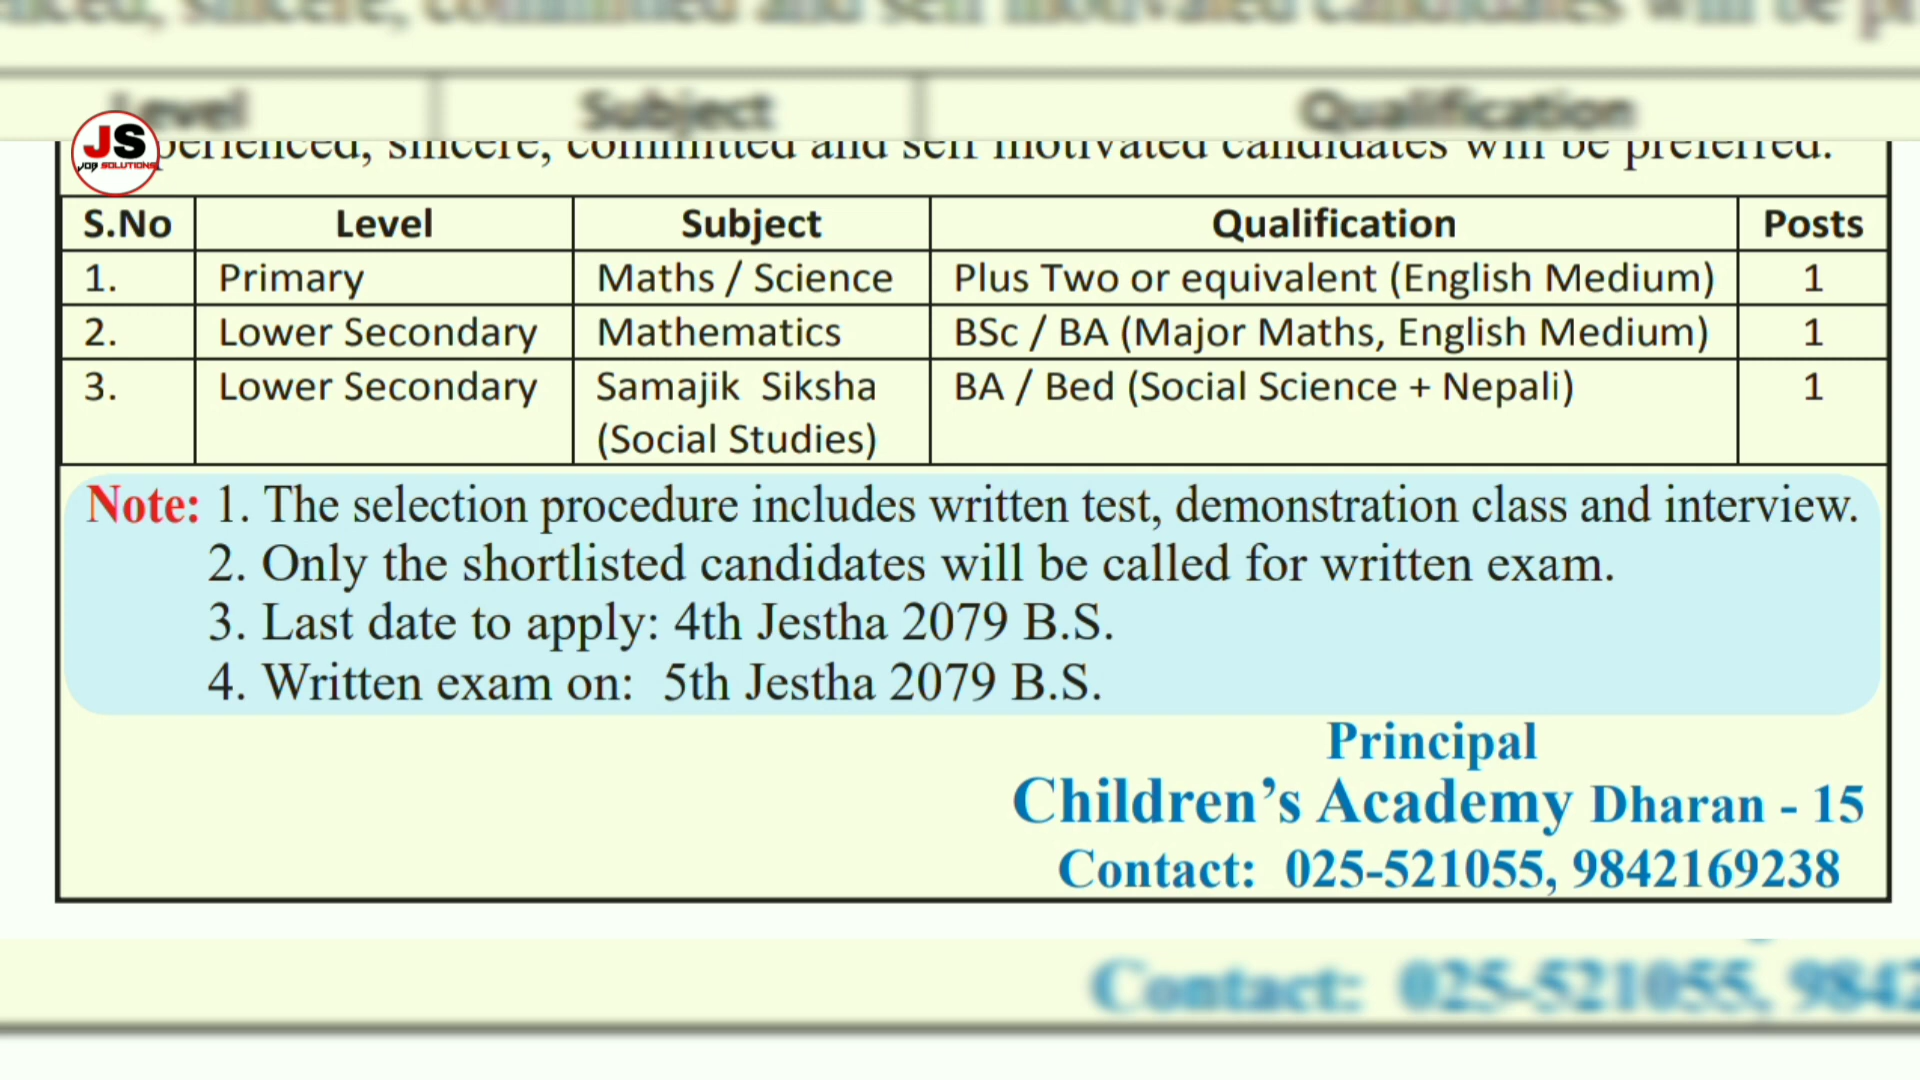 Level Subject Qualification
JS
JOB SOLUTIONS
experienced, sincere, committed and self motivated candidates will be preferred.
S.No Level Subject Qualification Posts
1. Primary Maths / Science Plus Two or equivalent (English Medium) 1
2. Lower Secondary Mathematics BSc / BA (Major Maths, English Medium) 1
3. Lower Secondary Samajik Siksha BA / Bed (Social Science + Nepali) 1
(Social Studies)
Note: 1. The selection procedure includes written test, demonstration class and interview.
2. Only the shortlisted candidates will be called for written exam.
3. Last date to apply: 4th Jestha 2079 B.S.
4. Written exam on: 5th Jestha 2079 B.S.
Principal
Children's Academy Dharan - 15
Contact: 025-521055, 9842169238
Contact: 025-521055, 9842